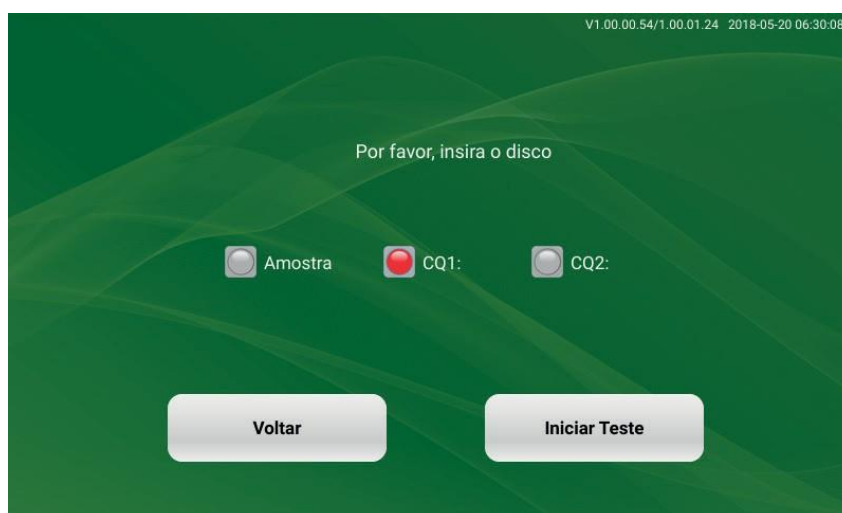 V1.00.00.54/1.00.01.24 2018-05-20 06:30:08
Por favor, insira o disco
Amostra CQ1: CQ2:
Voltar Iniciar Teste